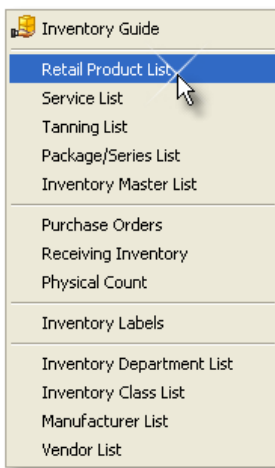 Inventory Guide
Retail Product List
Service List
Tanning List
Package/Series List
Inventory Master List
Purchase Orders
Receiving Inventory
Physical Count
Inventory Labels
Inventory Department List
Inventory Class List
Manufacturer List
Vendor List